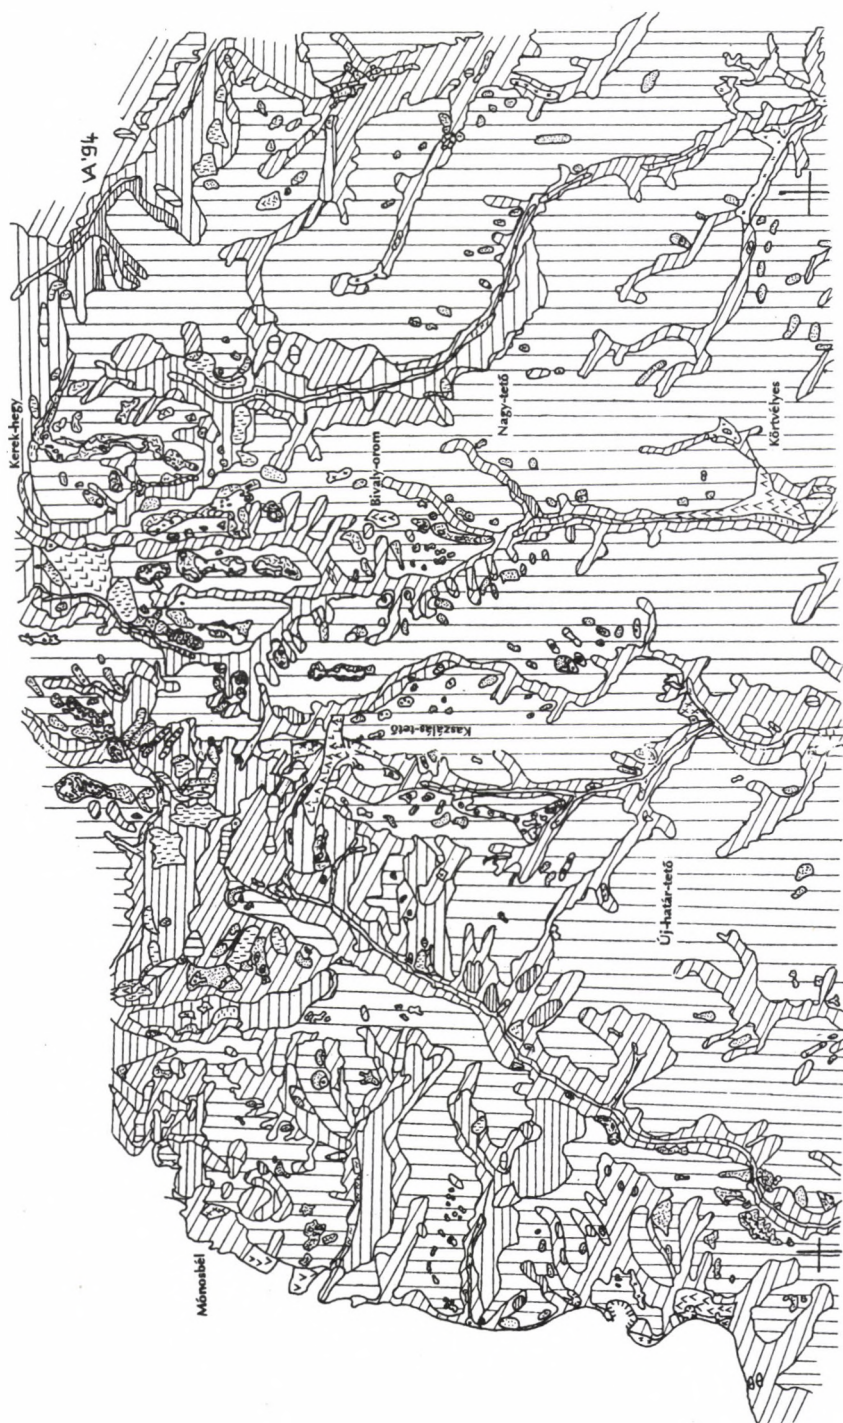 VA '94
Kerek-hegy
Bivaly-orom
Nagy-tető
Körtvélyes
Kaszálás-tető
Új-határ-tető
Mónosbél